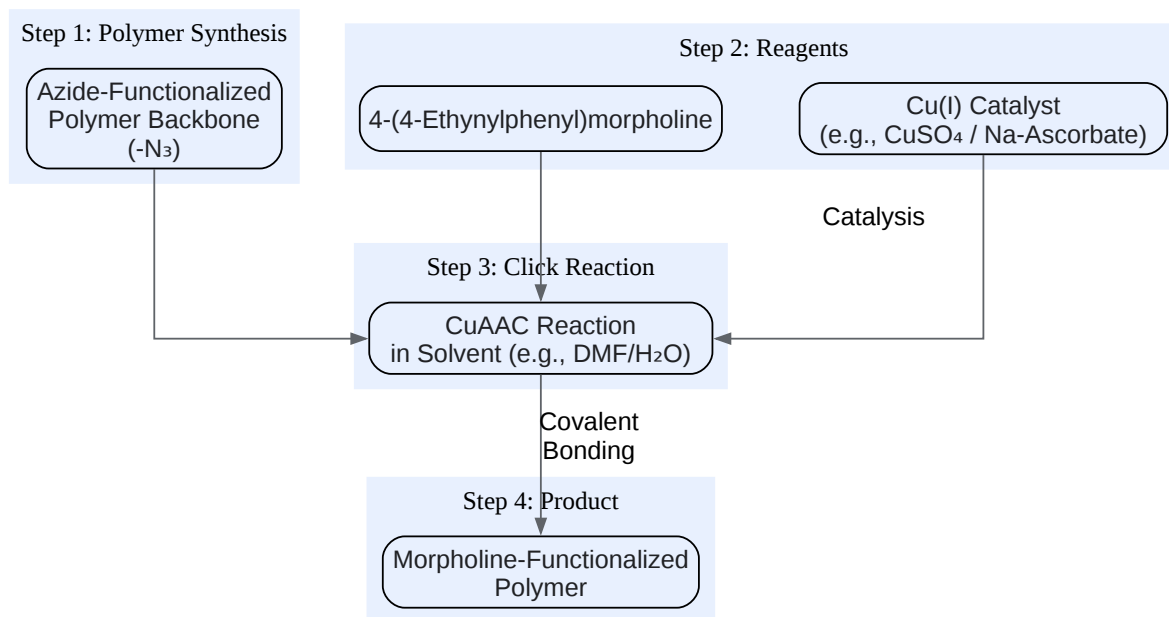 Step 1: Polymer Synthesis
Azide-Functionalized
Polymer Backbone
(-N₃)
Step 2: Reagents
4-(4-Ethynylphenyl)morpholine
Cu(I) Catalyst
(e.g., CuSO₄ / Na-Ascorbate)
Catalysis
Step 3: Click Reaction
CuAAC Reaction
in Solvent (e.g., DMF/H₂O)
Covalent
Bonding
Step 4: Product
Morpholine-Functionalized
Polymer